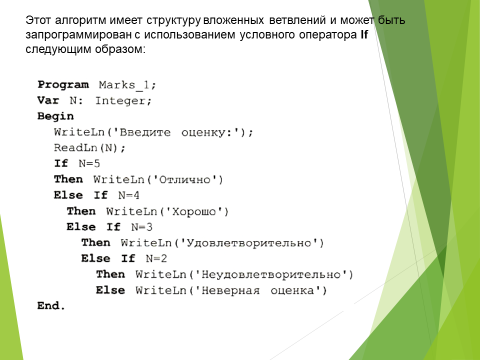 Этот алгоритм имеет структуру вложенных ветвлений и может быть
запрограммирован с использованием условного оператора If
следующим образом:
Program Marks_1;
Var N: Integer;
Begin
WriteLn('Введите оценку:');
ReadLn(N);
If N=5
Then WriteLn('Отлично')
Else If N=4
Then WriteLn('Хорошо')
Else If N=3
Then WriteLn('Удовлетворительно')
Else If N=2
Then WriteLn('Неудовлетворительно')
Else WriteLn('Неверная оценка')
End.